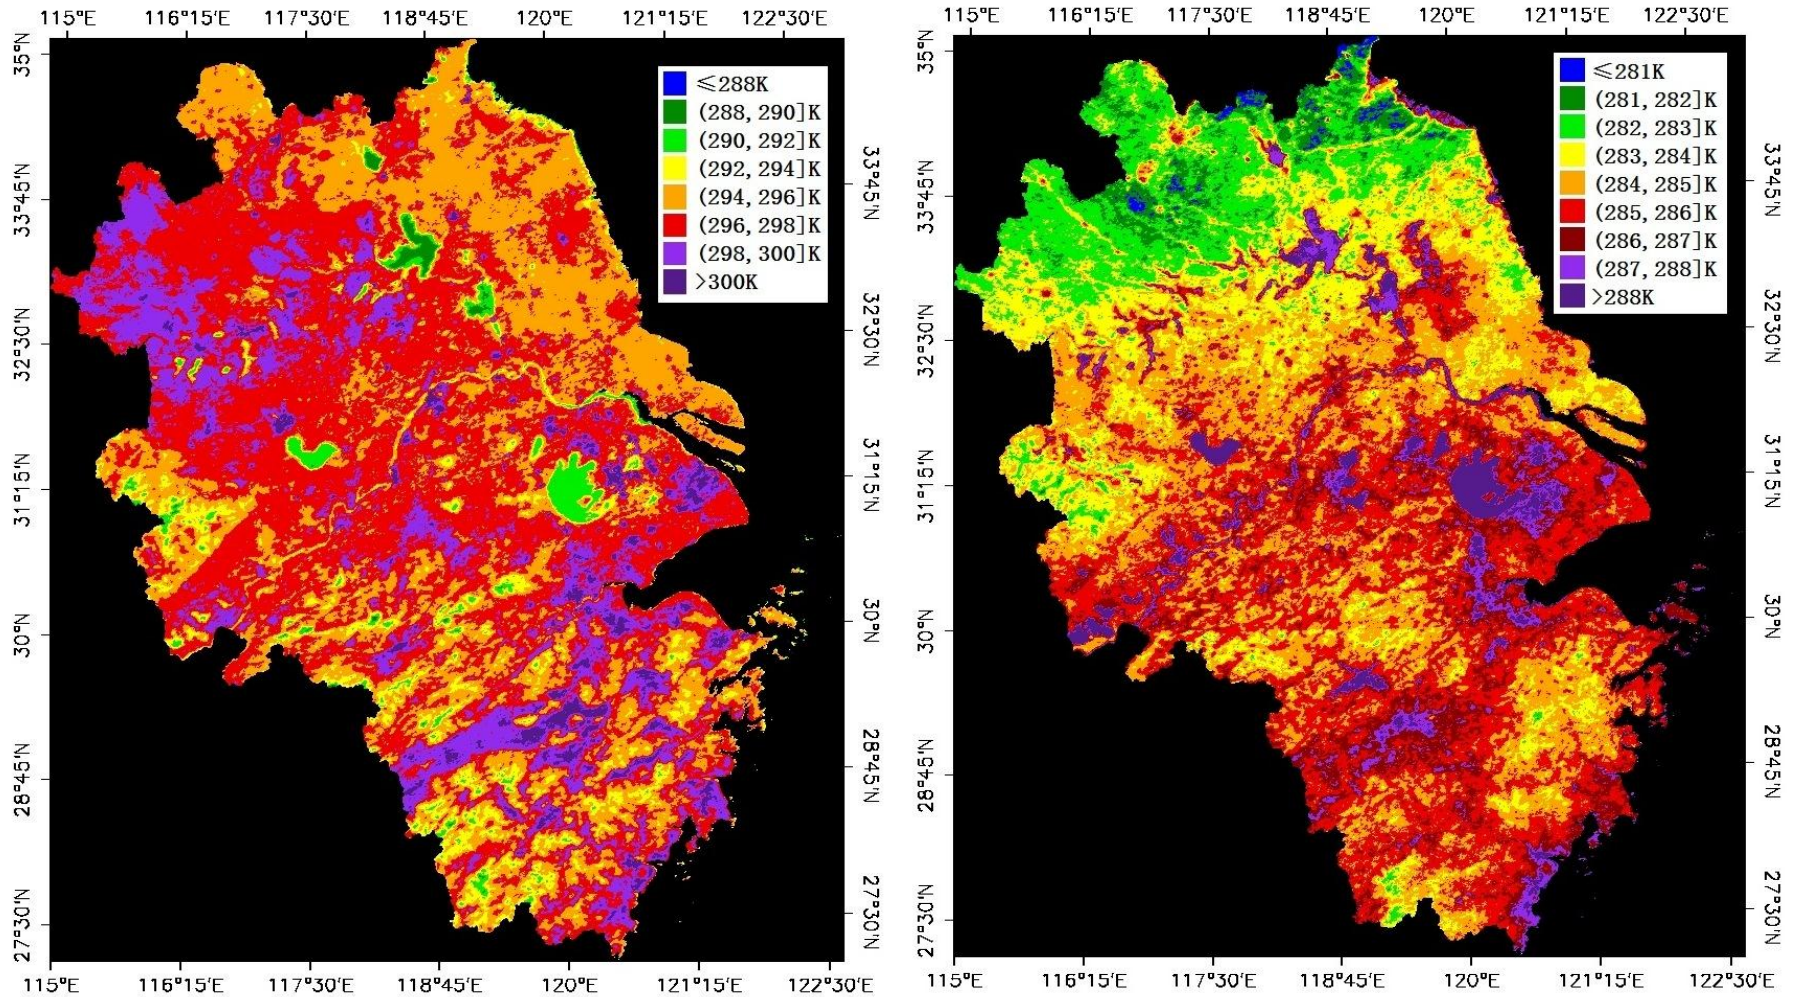 115°E 116°15'E 117°30'E 118°45'E 120°E 121°15'E 122°30'E
35°N
33°45'N
32°30'N
31°15'N
30°N
28°45'N
27°30'N
≤288K
(288, 290]K
(290, 292]K
(292, 294]K
(294, 296]K
(296, 298]K
(298, 300]K
>300K
33°45'N
32°30'N
31°15'N
30°N
28°45'N
27°30'N
115°E 116°15'E 117°30'E 118°45'E 120°E 121°15'E 122°30'E
115°E 116°15'E 117°30'E 118°45'E 120°E 121°15'E 122°30'E
35°N
33°45'N
32°30'N
31°15'N
30°N
28°45'N
27°30'N
≤281K
(281, 282]K
(282, 283]K
(283, 284]K
(284, 285]K
(285, 286]K
(286, 287]K
(287, 288]K
>288K
33°45'N
32°30'N
31°15'N
30°N
28°45'N
27°30'N
115°E 116°15'E 117°30'E 118°45'E 120°E 121°15'E 122°30'E